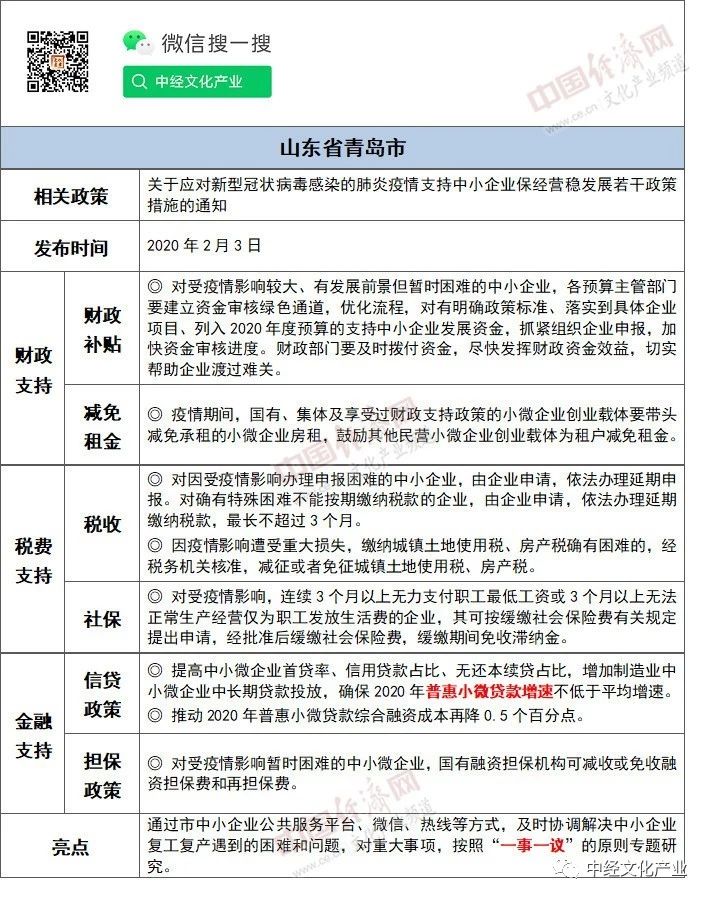 微信搜一搜
中经文化产业
中国经济网
www.ce.cn 文化产业频道
山东省青岛市
相关政策
关于应对新型冠状病毒感染的肺炎疫情支持中小企业保经营稳发展若干政策
措施的通知
发布时间
2020 年 2 月 3 日
财政
支持
财政
补贴
◎ 对受疫情影响较大、有发展前景但暂时困难的中小企业，各预算主管部门
要建立资金审核绿色通道，优化流程，对有明确政策标准、落实到具体企业
项目、列入 2020 年度预算的支持中小企业发展资金，抓紧组织企业申报，加
快资金审核进度。财政部门要及时拨付资金，尽快发挥财政资金效益，切实
帮助企业渡过难关。
减免
租金
◎ 疫情期间，国有、集体及享受过财政支持政策的小微企业创业载体要带头
减免承租的小微企业房租，鼓励其他民营小微企业创业载体为租户减免租金。
中国经济网
www.ce.cn 文化产业频道
税费
支持
税收
◎ 对因受疫情影响办理申报困难的中小企业，由企业申请，依法办理延期申
报。对确有特殊困难不能按期缴纳税款的企业，由企业申请，依法办理延期
缴纳税款，最长不超过 3 个月。
◎ 因疫情影响遭受重大损失，缴纳城镇土地使用税、房产税确有困难的，经
税务机关核准，减征或者免征城镇土地使用税、房产税。
社保
◎ 对受疫情影响，连续 3 个月以上无力支付职工最低工资或 3 个月以上无法
正常生产经营仅为职工发放生活费的企业，其可按缓缴社会保险费有关规定
提出申请，经批准后缓缴社会保险费，缓缴期间免收滞纳金。
金融
支持
信贷
政策
◎ 提高中小微企业首贷率、信用贷款占比、无还本续贷占比，增加制造业中
小微企业中长期贷款投放，确保 2020 年普惠小微贷款增速不低于平均增速。
◎ 推动 2020 年普惠小微贷款综合融资成本再降 0.5 个百分点。
担保
政策
◎ 对受疫情影响暂时困难的中小微企业，国有融资担保机构可减收或免收融
资担保费和再担保费。
中国经济网
www.ce.cn 文化产业频道
亮点
通过市中小企业公共服务平台、微信、热线等方式，及时协调解决中小企业
复工复产遇到的困难和问题，对重大事项，按照“一事一议”的原则专题研
究。
中经文化产业